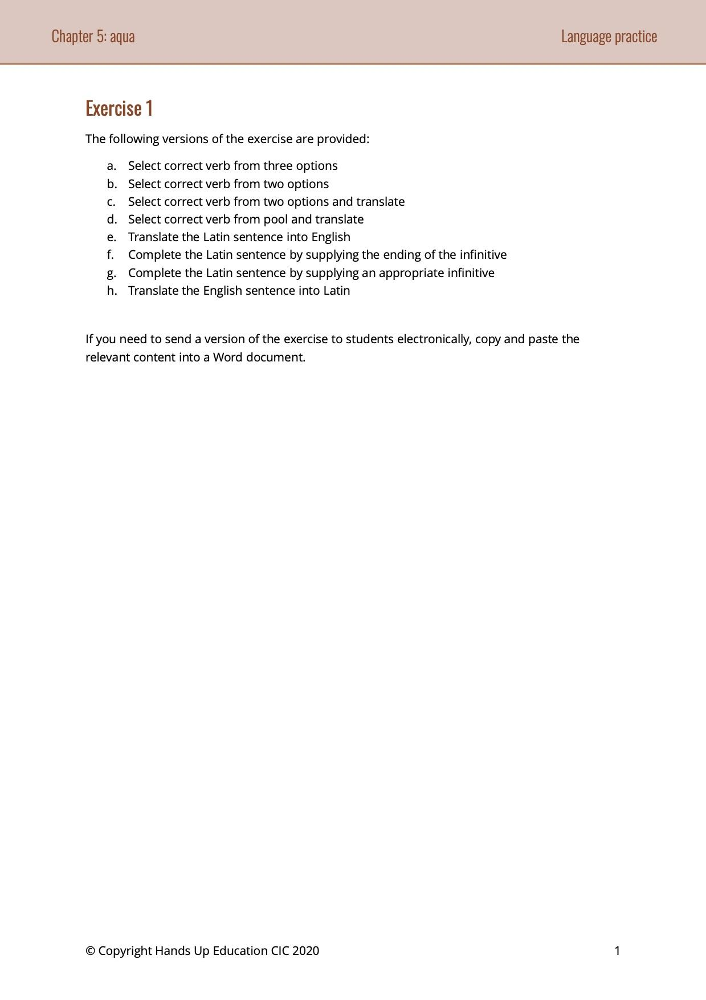 Chapter 5: aqua
Language practice
Exercise 1
The following versions of the exercise are provided:
a. Select correct verb from three options
b. Select correct verb from two options
c. Select correct verb from two options and translate
d. Select correct verb from pool and translate
e. Translate the Latin sentence into English
f. Complete the Latin sentence by supplying the ending of the infinitive
g. Complete the Latin sentence by supplying an appropriate infinitive
h. Translate the English sentence into Latin
If you need to send a version of the exercise to students electronically, copy and paste the
relevant content into a Word document.
© Copyright Hands Up Education CIC 2020
1